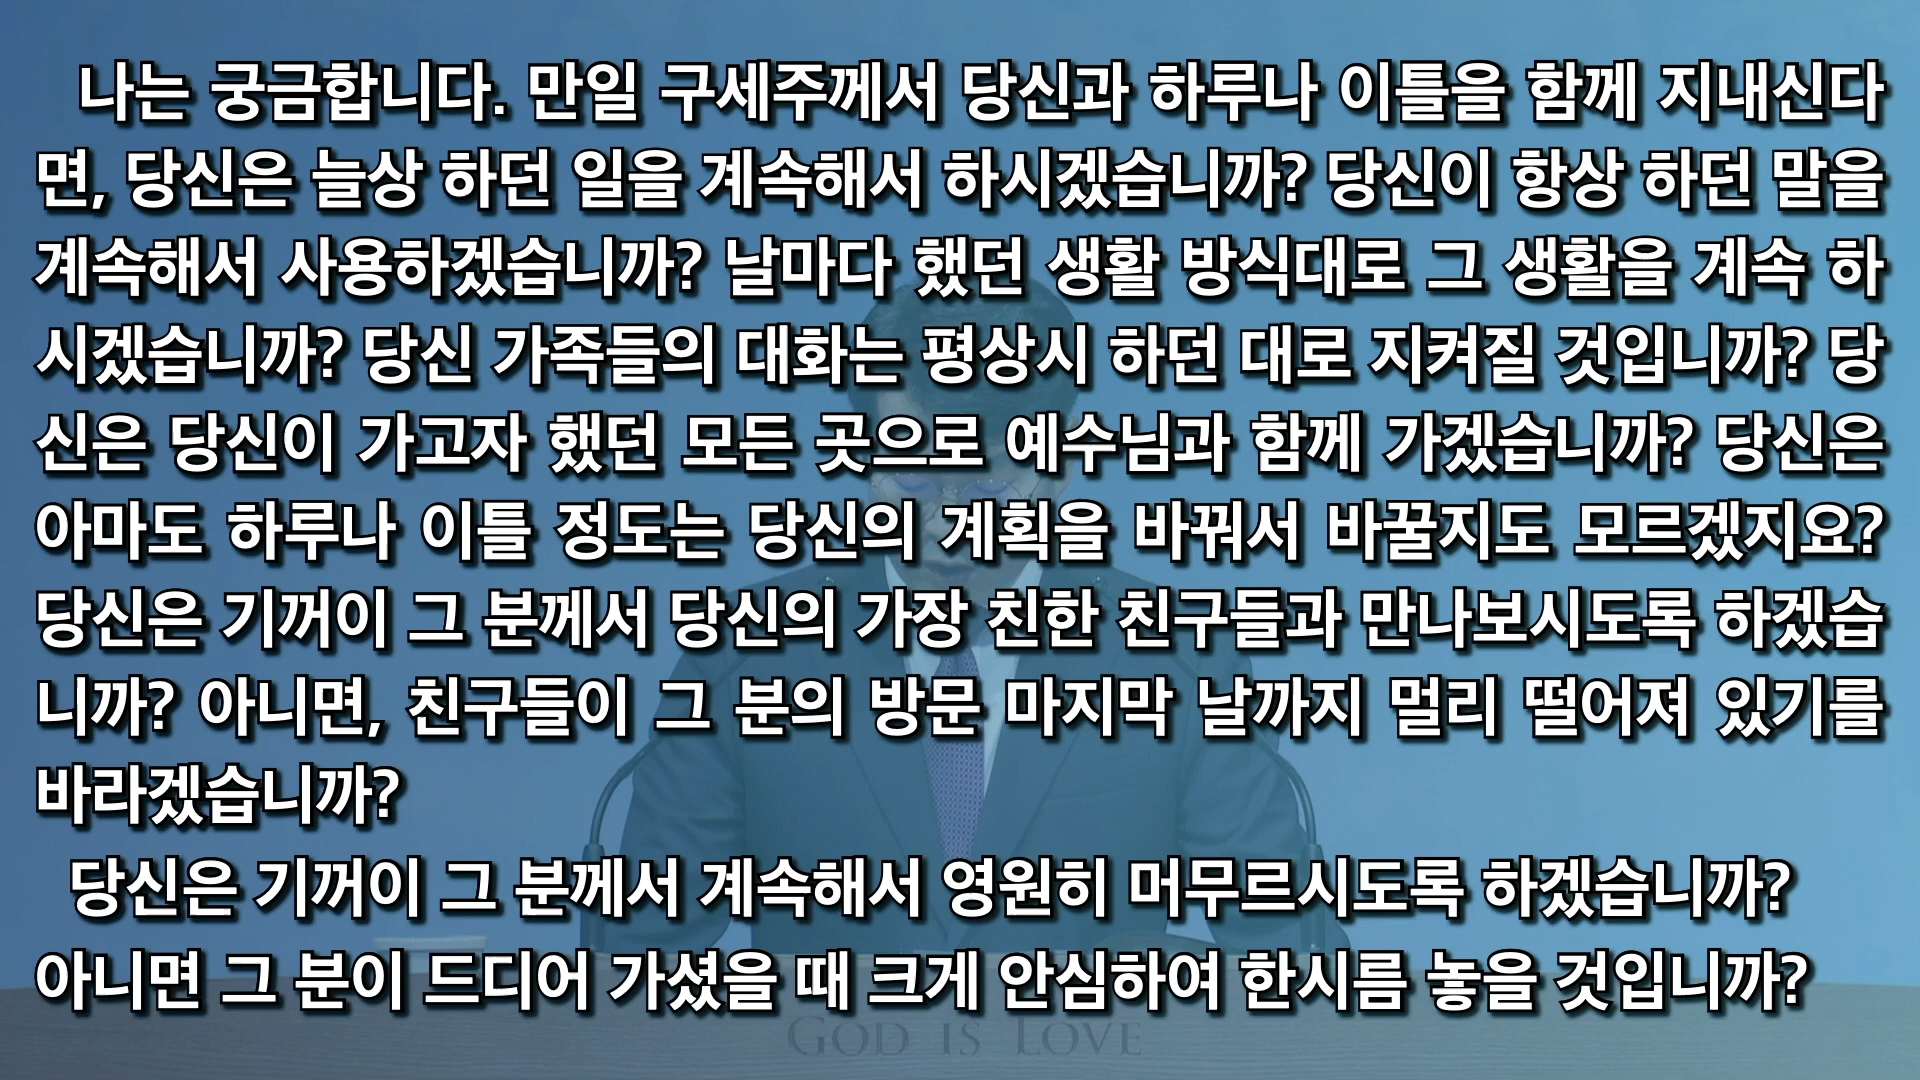 나는 궁금합니다. 만일 구세주께서 당신과 하루나 이틀을 함께 지내신다
면, 당신은 늘상 하던 일을 계속해서 하시겠습니까? 당신이 항상 하던 말을
계속해서 사용하겠습니까? 날마다 했던 생활 방식대로 그 생활을 계속 하
시겠습니까? 당신 가족들의 대화는 평상시 하던 대로 지켜질 것입니까? 당
신은 당신이 가고자 했던 모든 곳으로 예수님과 함께 가겠습니까? 당신은
아마도 하루나 이틀 정도는 당신의 계획을 바꿔서 바꿀지도 모르겠지요?
당신은 기꺼이 그 분께서 당신의 가장 친한 친구들과 만나보시도록 하겠습
니까? 아니면, 친구들이 그 분의 방문 마지막 날까지 멀리 떨어져 있기를
바라겠습니까?
당신은 기꺼이 그 분께서 계속해서 영원히 머무르시도록 하겠습니까?
아니면 그 분이 드디어 가셨을 때 크게 안심하여 한시름 놓을 것입니까?
GOD IS LOVE